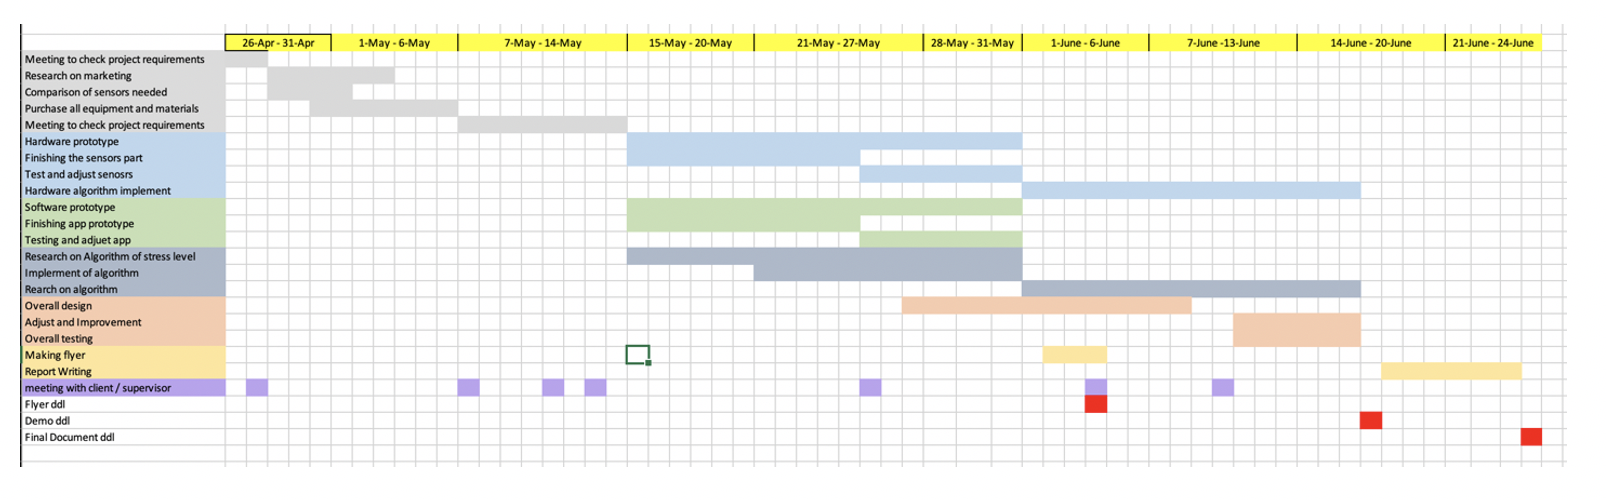 26-Apr - 31-Apr 1-May - 6-May 7-May - 14-May 15-May - 20-May 21-May - 27-May 28-May - 31-May 1-June - 6-June 7-June -13-June 14-June - 20-June 21-June - 24-June
Meeting to check project requirements
Research on marketing
Comparison of sensors needed
Purchase all equipment and materials
Meeting to check project requirements
Hardware prototype
Finishing the sensors part
Test and adjust senosrs
Hardware algorithm implement
Software prototype
Finishing app prototype
Testing and adjuet app
Research on Algorithm of stress level
Implerment of algorithm
Rearch on algorithm
Overall design
Adjust and Improvement
Overall testing
Making flyer
Report Writing
meeting with client / supervisor
Flyer ddl
Demo ddl
Final Document ddl